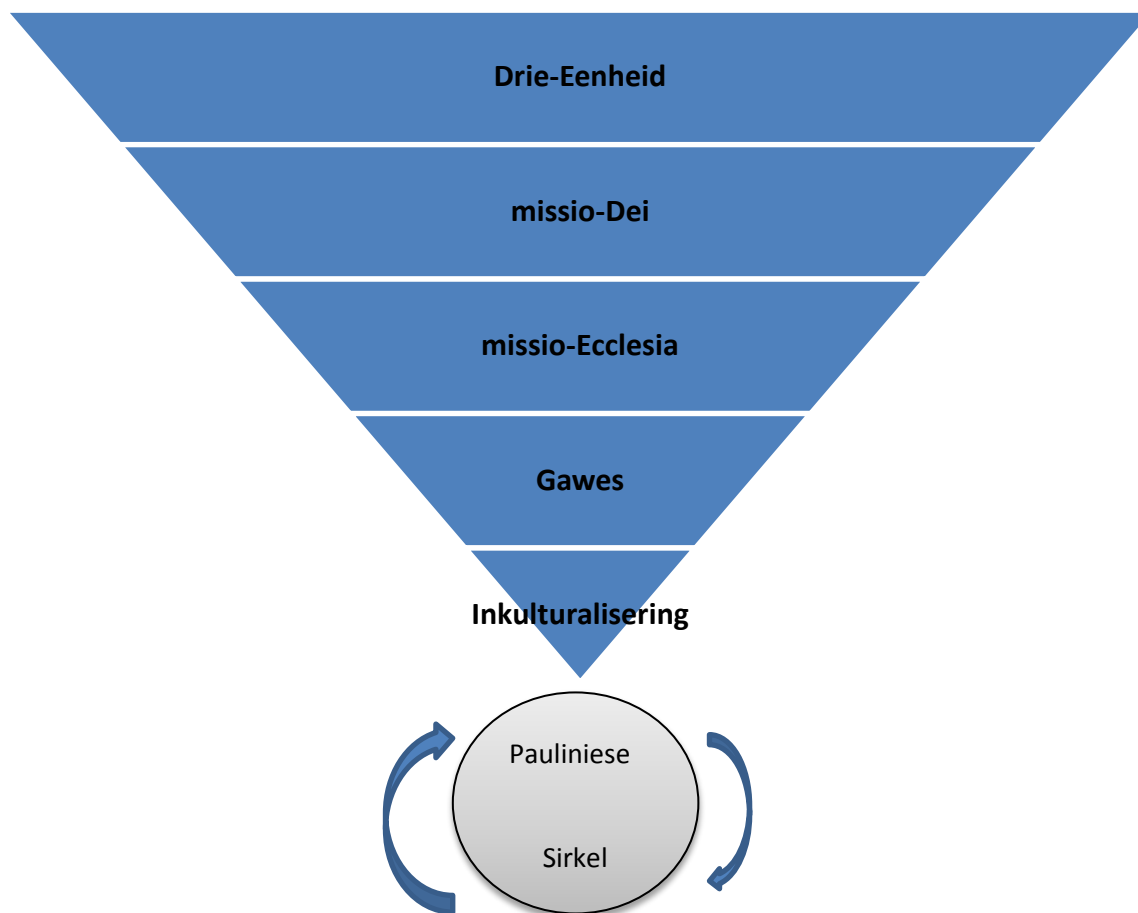 Drie-Eenheid
missio-Dei
missio-Ecclesia
Gawes
Inkulturalisering
Pauliniese
Sirkel